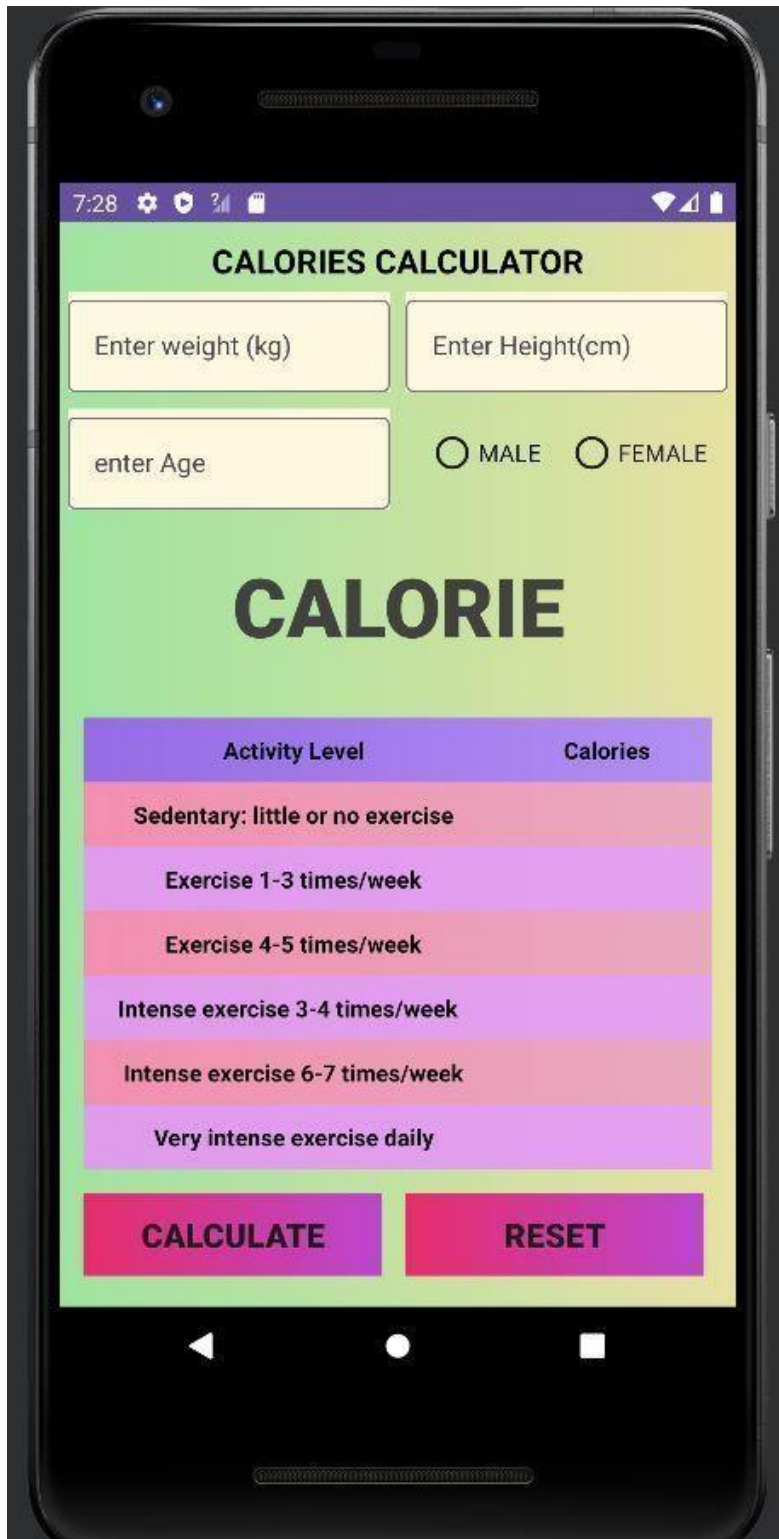 7:28
CALORIES CALCULATOR
Enter weight (kg) Enter Height(cm)
enter Age MALE FEMALE
CALORIE
Activity Level Calories
Sedentary: little or no exercise
Exercise 1-3 times/week
Exercise 4-5 times/week
Intense exercise 3-4 times/week
Intense exercise 6-7 times/week
Very intense exercise daily
CALCULATE RESET